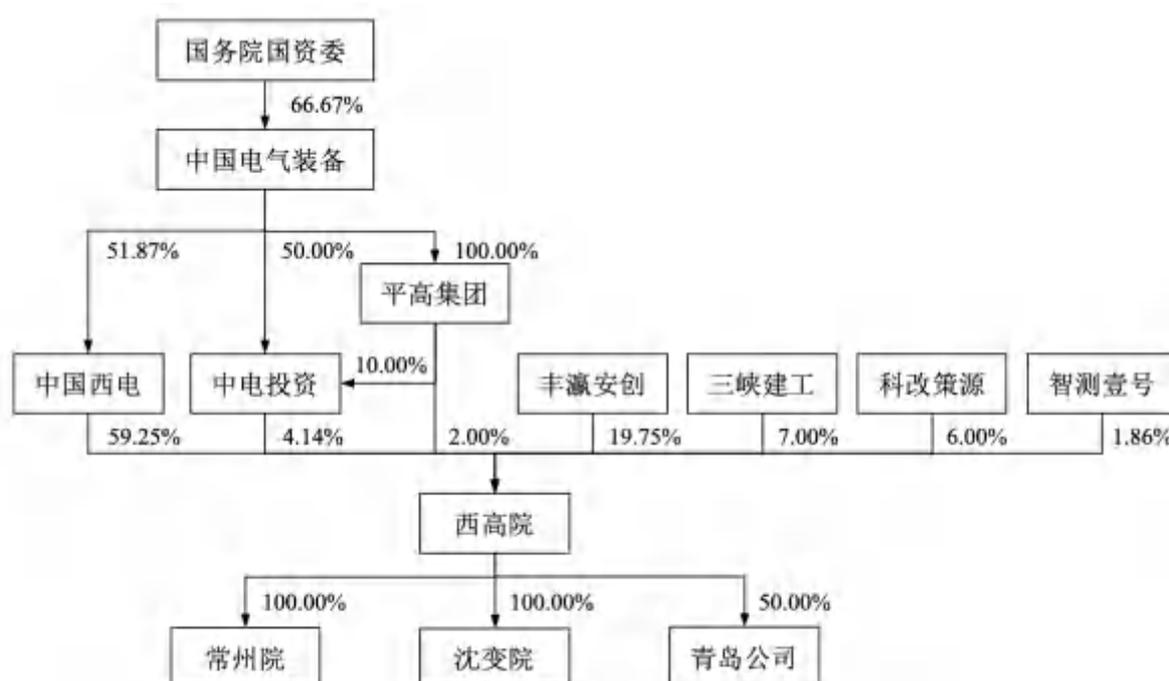 国务院国资委
66.67%
中国电气装备
51.87%
50.00%
100.00%
平高集团
中国西电
中电投资
10.00%
丰瀛安创
三峡建工
科改策源
智测壹号
59.25%
4.14%
2.00%
19.75%
7.00%
6.00%
1.86%
西高院
100.00%
100.00%
50.00%
常州院
沈变院
青岛公司